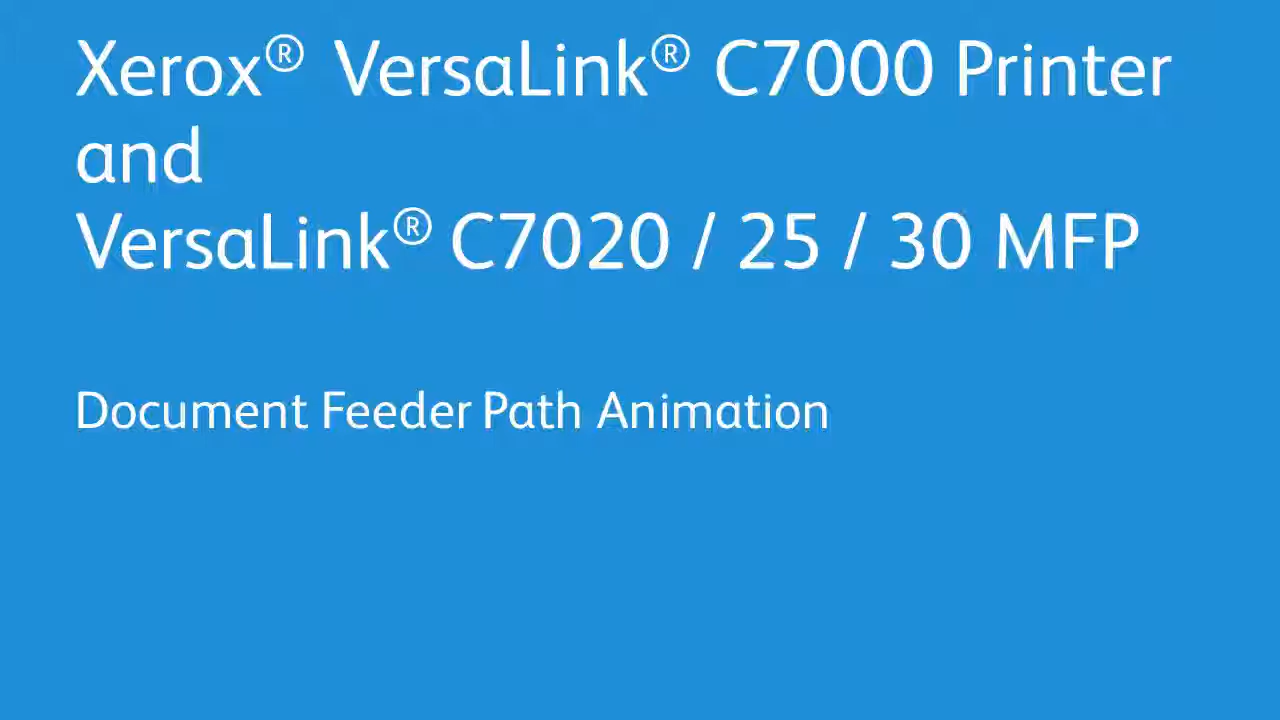 Xerox® VersaLink® C7000 Printer
and
VersaLink® C7020 / 25 / 30 MFP
Document Feeder Path Animation